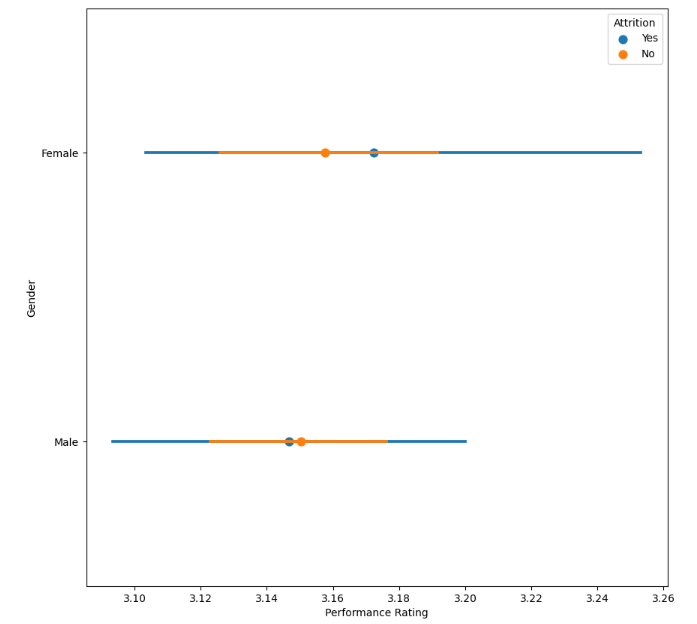 Attrition
Yes
No
Female
Gender
Male
3.10 3.12 3.14 3.16 3.18 3.20 3.22 3.24 3.26
Performance Rating